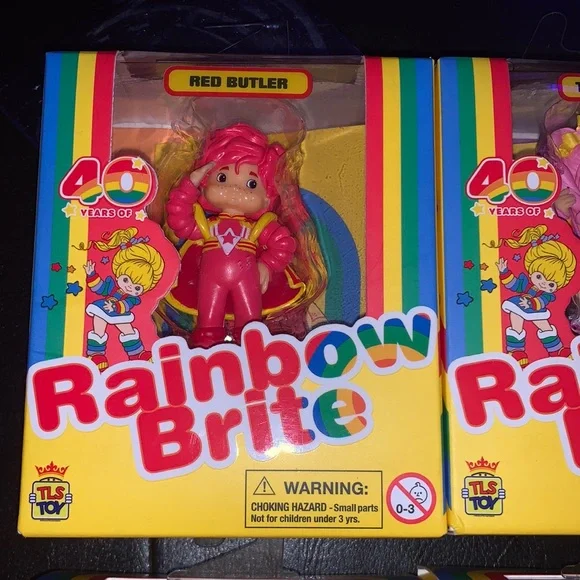 RED BUTLER
40
YEARS OF
Rainbow
Brite
TLS
TOY
WARNING:
CHOKING HAZARD - Small parts
Not for children under 3 yrs.
0-3
T
40
YEARS OF
Ra
TLS
TOY